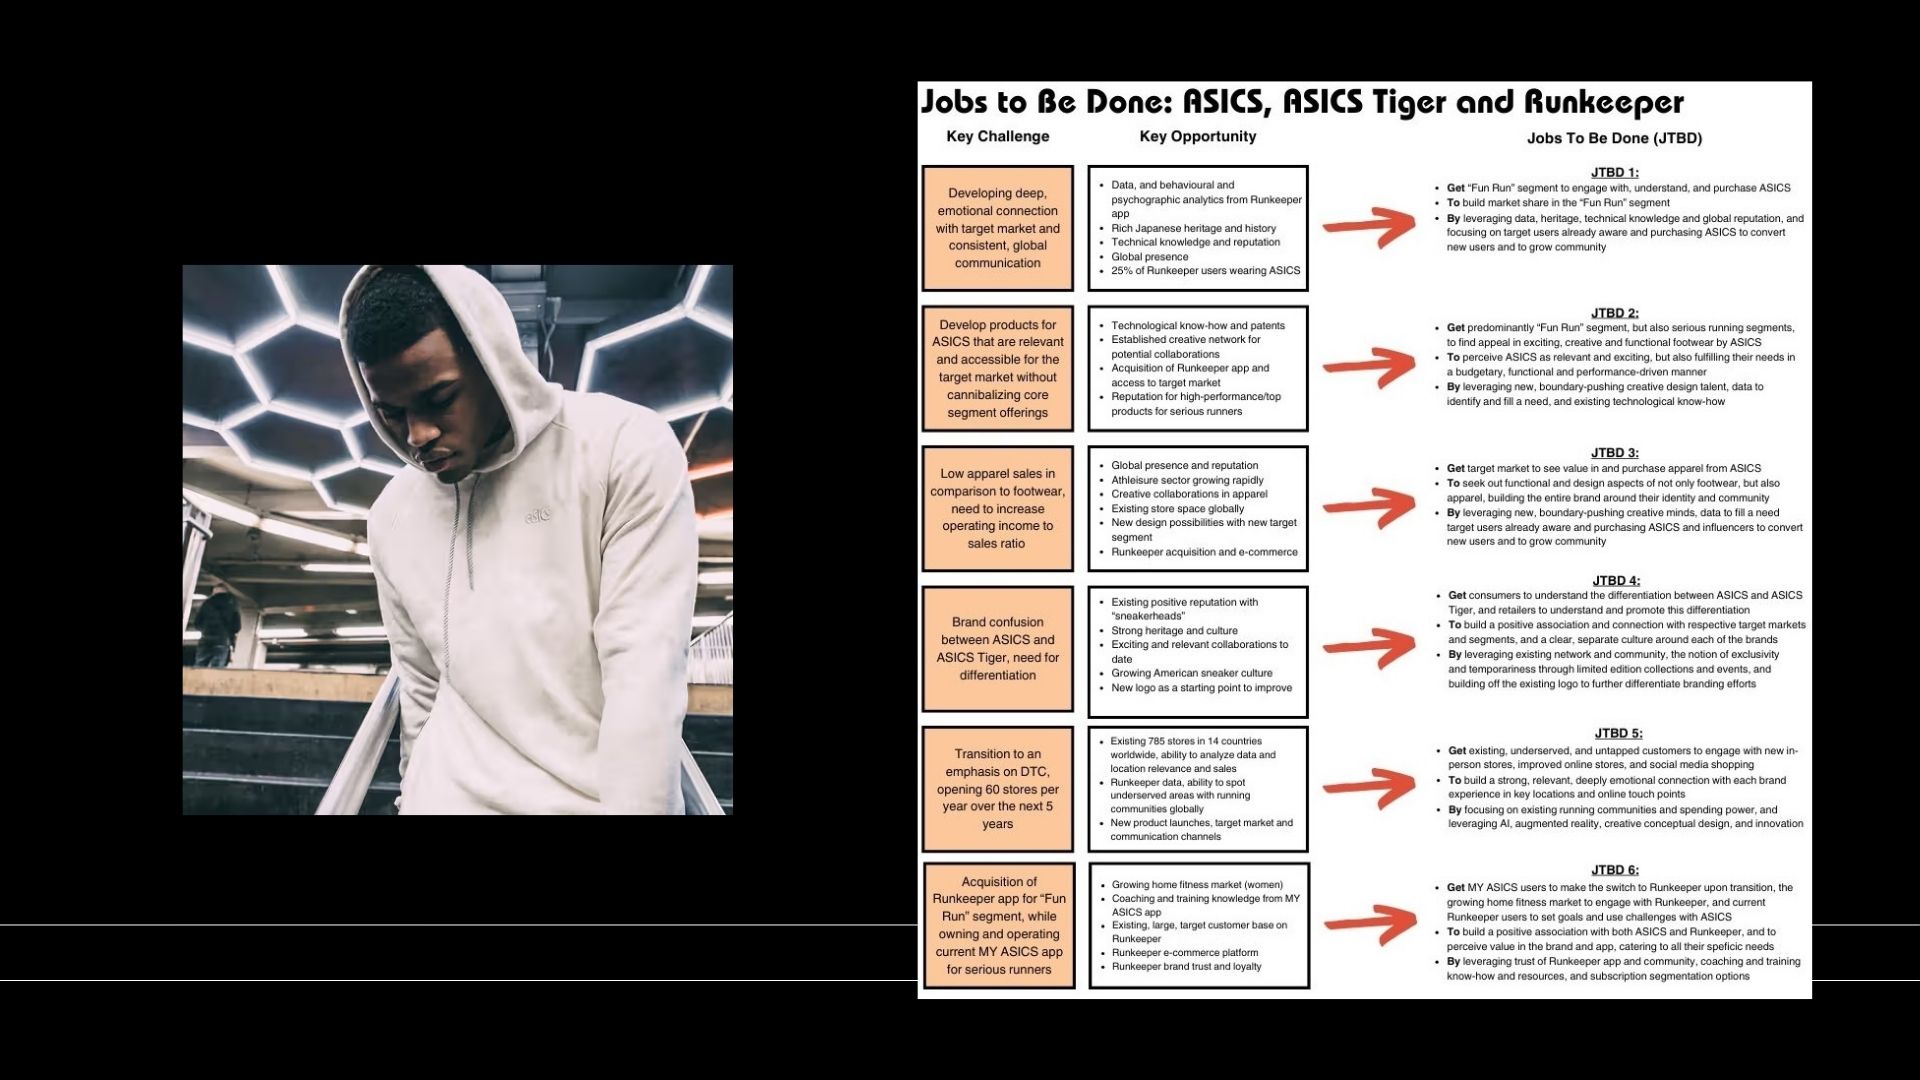 Jobs to Be Done: ASICS, ASICS Tiger and Runkeeper
Key Challenge
Key Opportunity
Jobs To Be Done (JTBD)
Developing deep,
emotional connection
with target market and
consistent, global
communication
• Data, and behavioural and
psychographic analytics from Runkeeper
app
• Rich Japanese heritage and history
• Technical knowledge and reputation
• Global presence
• 25% of Runkeeper users wearing ASICS
JTBD 1:
• Get “Fun Run” segment to engage with, understand, and purchase ASICS
• To build market share in the “Fun Run” segment
• By leveraging data, heritage, technical knowledge and global reputation, and
focusing on target users already aware and purchasing ASICS to convert
new users and to grow community
Develop products for
ASICS that are relevant
and accessible for the
target market without
cannibalizing core
segment offerings
• Technological know-how and patents
• Established creative network for
potential collaborations
• Acquisition of Runkeeper app and
access to target market
• Reputation for high-performance/top
products for serious runners
JTBD 2:
• Get predominantly “Fun Run” segment, but also serious running segments,
to find appeal in exciting, creative and functional footwear by ASICS
• To perceive ASICS as relevant and exciting, but also fulfilling their needs in
a budgetary, functional and performance-driven manner
• By leveraging new, boundary-pushing creative design talent, data to
identify and fill a need, and existing technological know-how
Low apparel sales in
comparison to footwear,
need to increase
operating income to
sales ratio
• Global presence and reputation
• Athleisure sector growing rapidly
• Creative collaborations in apparel
• Existing store space globally
• New design possibilities with new target
segment
• Runkeeper acquisition and e-commerce
JTBD 3:
• Get target market to see value in and purchase apparel from ASICS
• To seek out functional and design aspects of not only footwear, but also
apparel, building the entire brand around their identity and community
• By leveraging new, boundary-pushing creative minds, data to fill a need
target users already aware and purchasing ASICS and influencers to convert
new users and to grow community
Brand confusion
between ASICS and
ASICS Tiger, need for
differentiation
• Existing positive reputation with
“sneakerheads”
• Strong heritage and culture
• Exciting and relevant collaborations to
date
• Growing American sneaker culture
• New logo as a starting point to improve
JTBD 4:
• Get consumers to understand the differentiation between ASICS and ASICS
Tiger, and retailers to understand and promote this differentiation
• To build a positive association and connection with respective target markets
and segments, and a clear, separate culture around each of the brands
• By leveraging existing network and community, the notion of exclusivity
and temporariness through limited edition collections and events, and
building off the existing logo to further differentiate branding efforts
Transition to an
emphasis on DTC,
opening 60 stores per
year over the next 5
years
• Existing 785 stores in 14 countries
worldwide, ability to analyze data and
location relevance and sales
• Runkeeper data, ability to spot
underserved areas with running
communities globally
• New product launches, target market and
communication channels
JTBD 5:
• Get existing, underserved, and untapped customers to engage with new in-
person stores, improved online stores, and social media shopping
• To build a strong, relevant, deeply emotional connection with each brand
experience in key locations and online touch points
• By focusing on existing running communities and spending power, and
leveraging AI, augmented reality, creative conceptual design, and innovation
Acquisition of
Runkeeper app for “Fun
Run” segment, while
owning and operating
current MY ASICS app
for serious runners
• Growing home fitness market (women)
• Coaching and training knowledge from MY
ASICS app
• Existing, large, target customer base on
Runkeeper
• Runkeeper e-commerce platform
• Runkeeper brand trust and loyalty
JTBD 6:
• Get MY ASICS users to make the switch to Runkeeper upon transition, the
growing home fitness market to engage with Runkeeper, and current
Runkeeper users to set goals and use challenges with ASICS
• To build a positive association with both ASICS and Runkeeper, and to
perceive value in the brand and app, catering to all their speficic needs
• By leveraging trust of Runkeeper app and community, coaching and training
know-how and resources, and subscription segmentation options
asics